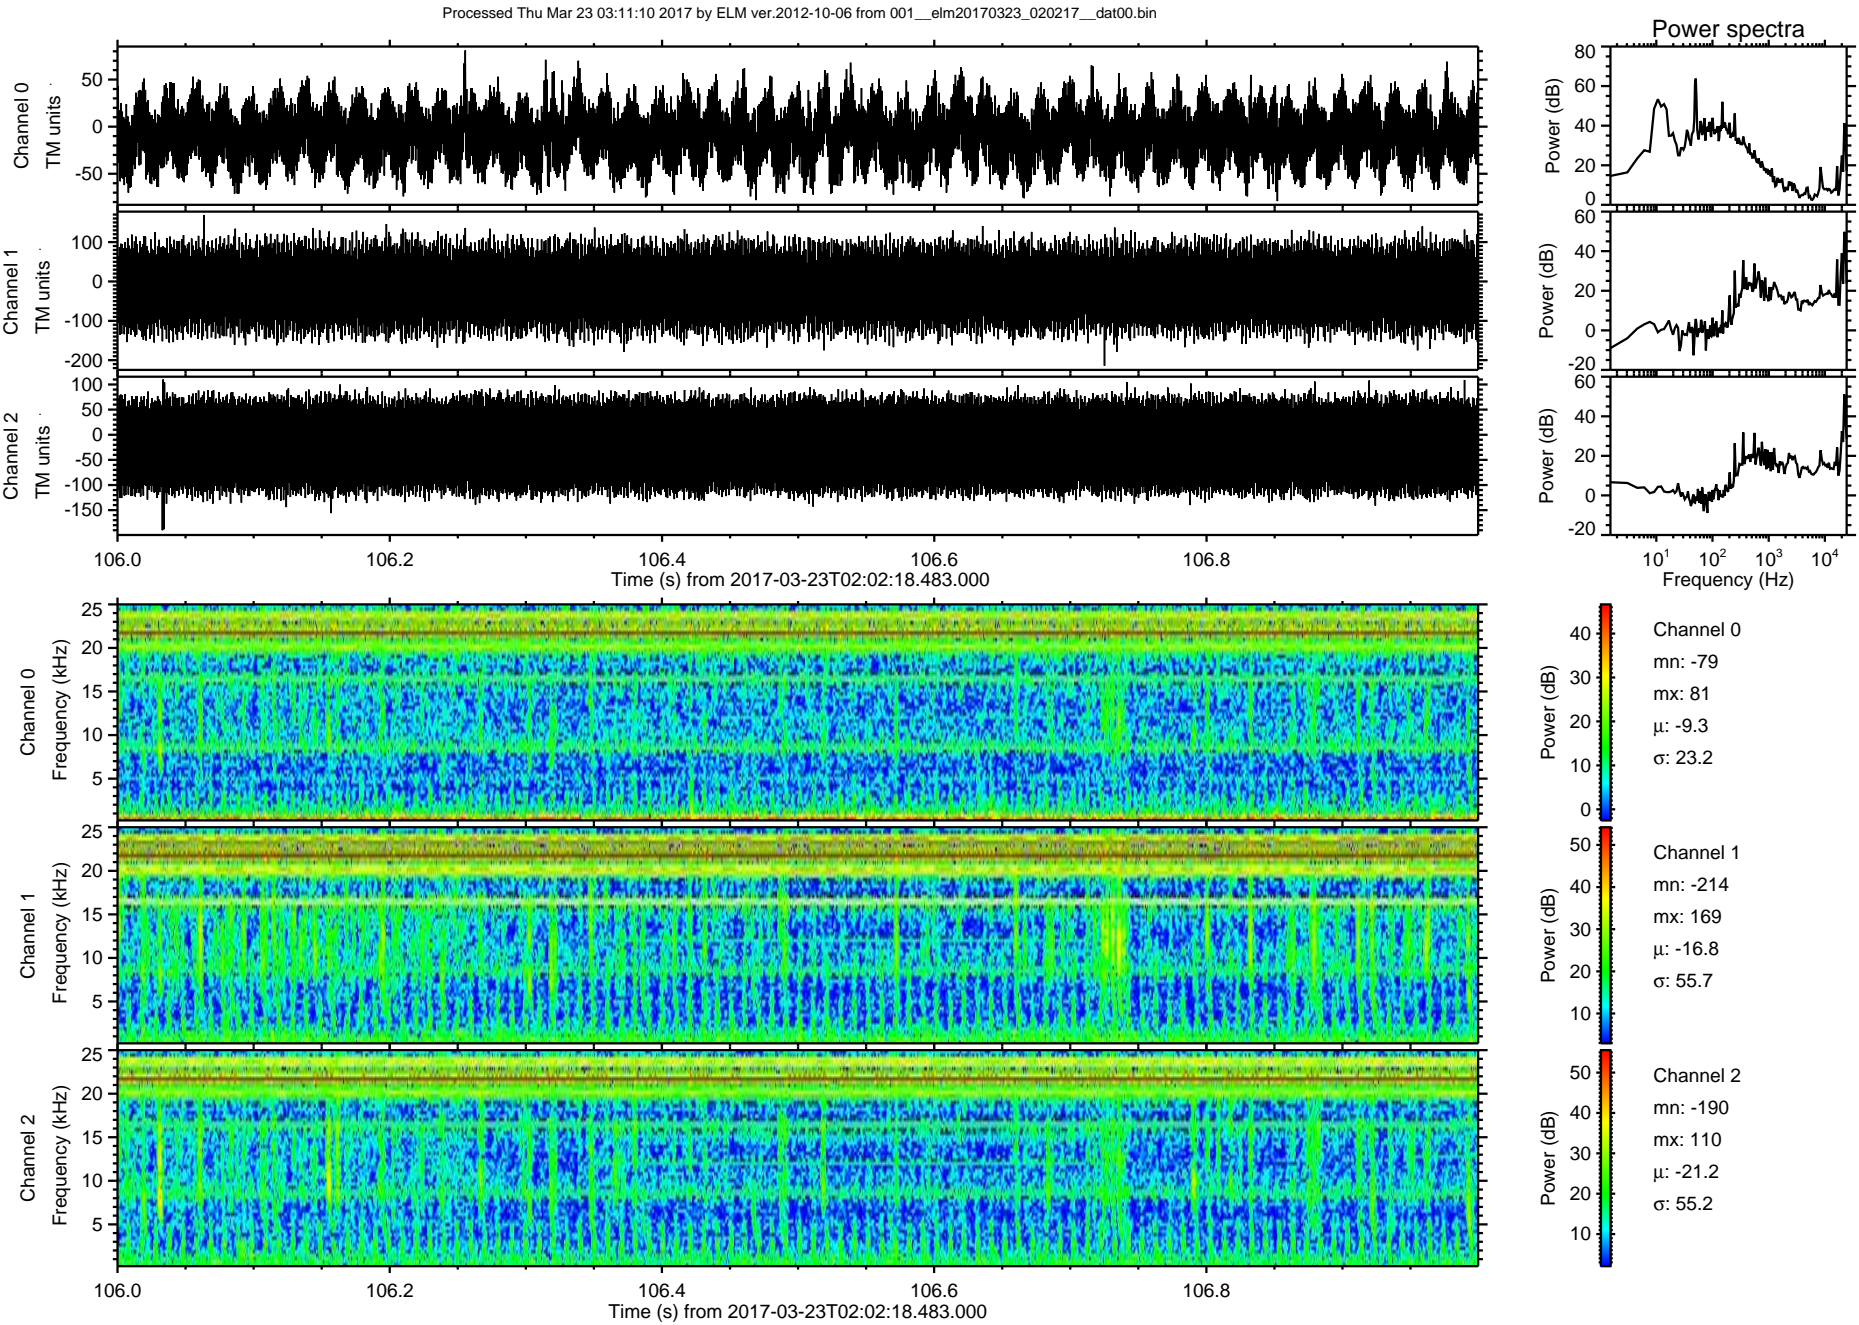 Processed Thu Mar 23 03:11:10 2017 by ELM ver.2012-10-06 from 001__elm20170323_020217__dat00.bin
Power spectra
Channel 0
TM units
50
0
-50
Power (dB)
80
60
40
20
0
Channel 1
TM units
100
0
-100
-200
Power (dB)
60
40
20
0
-20
Channel 2
TM units
100
50
0
-50
-100
-150
Power (dB)
60
40
20
0
-20
106.0 106.2 106.4 106.6 106.8
Time (s) from 2017-03-23T02:02:18.483.000
10^1 10^2 10^3 10^4
Frequency (Hz)
Channel 0
Frequency (kHz)
25
20
15
10
5
Power (dB)
40
30
20
10
0
Channel 0
mn: -79
mx: 81
μ: -9.3
σ: 23.2
Channel 1
Frequency (kHz)
25
20
15
10
5
Power (dB)
50
40
30
20
10
Channel 1
mn: -214
mx: 169
μ: -16.8
σ: 55.7
Channel 2
Frequency (kHz)
25
20
15
10
5
Power (dB)
50
40
30
20
10
Channel 2
mn: -190
mx: 110
μ: -21.2
σ: 55.2
106.0 106.2 106.4 106.6 106.8
Time (s) from 2017-03-23T02:02:18.483.000